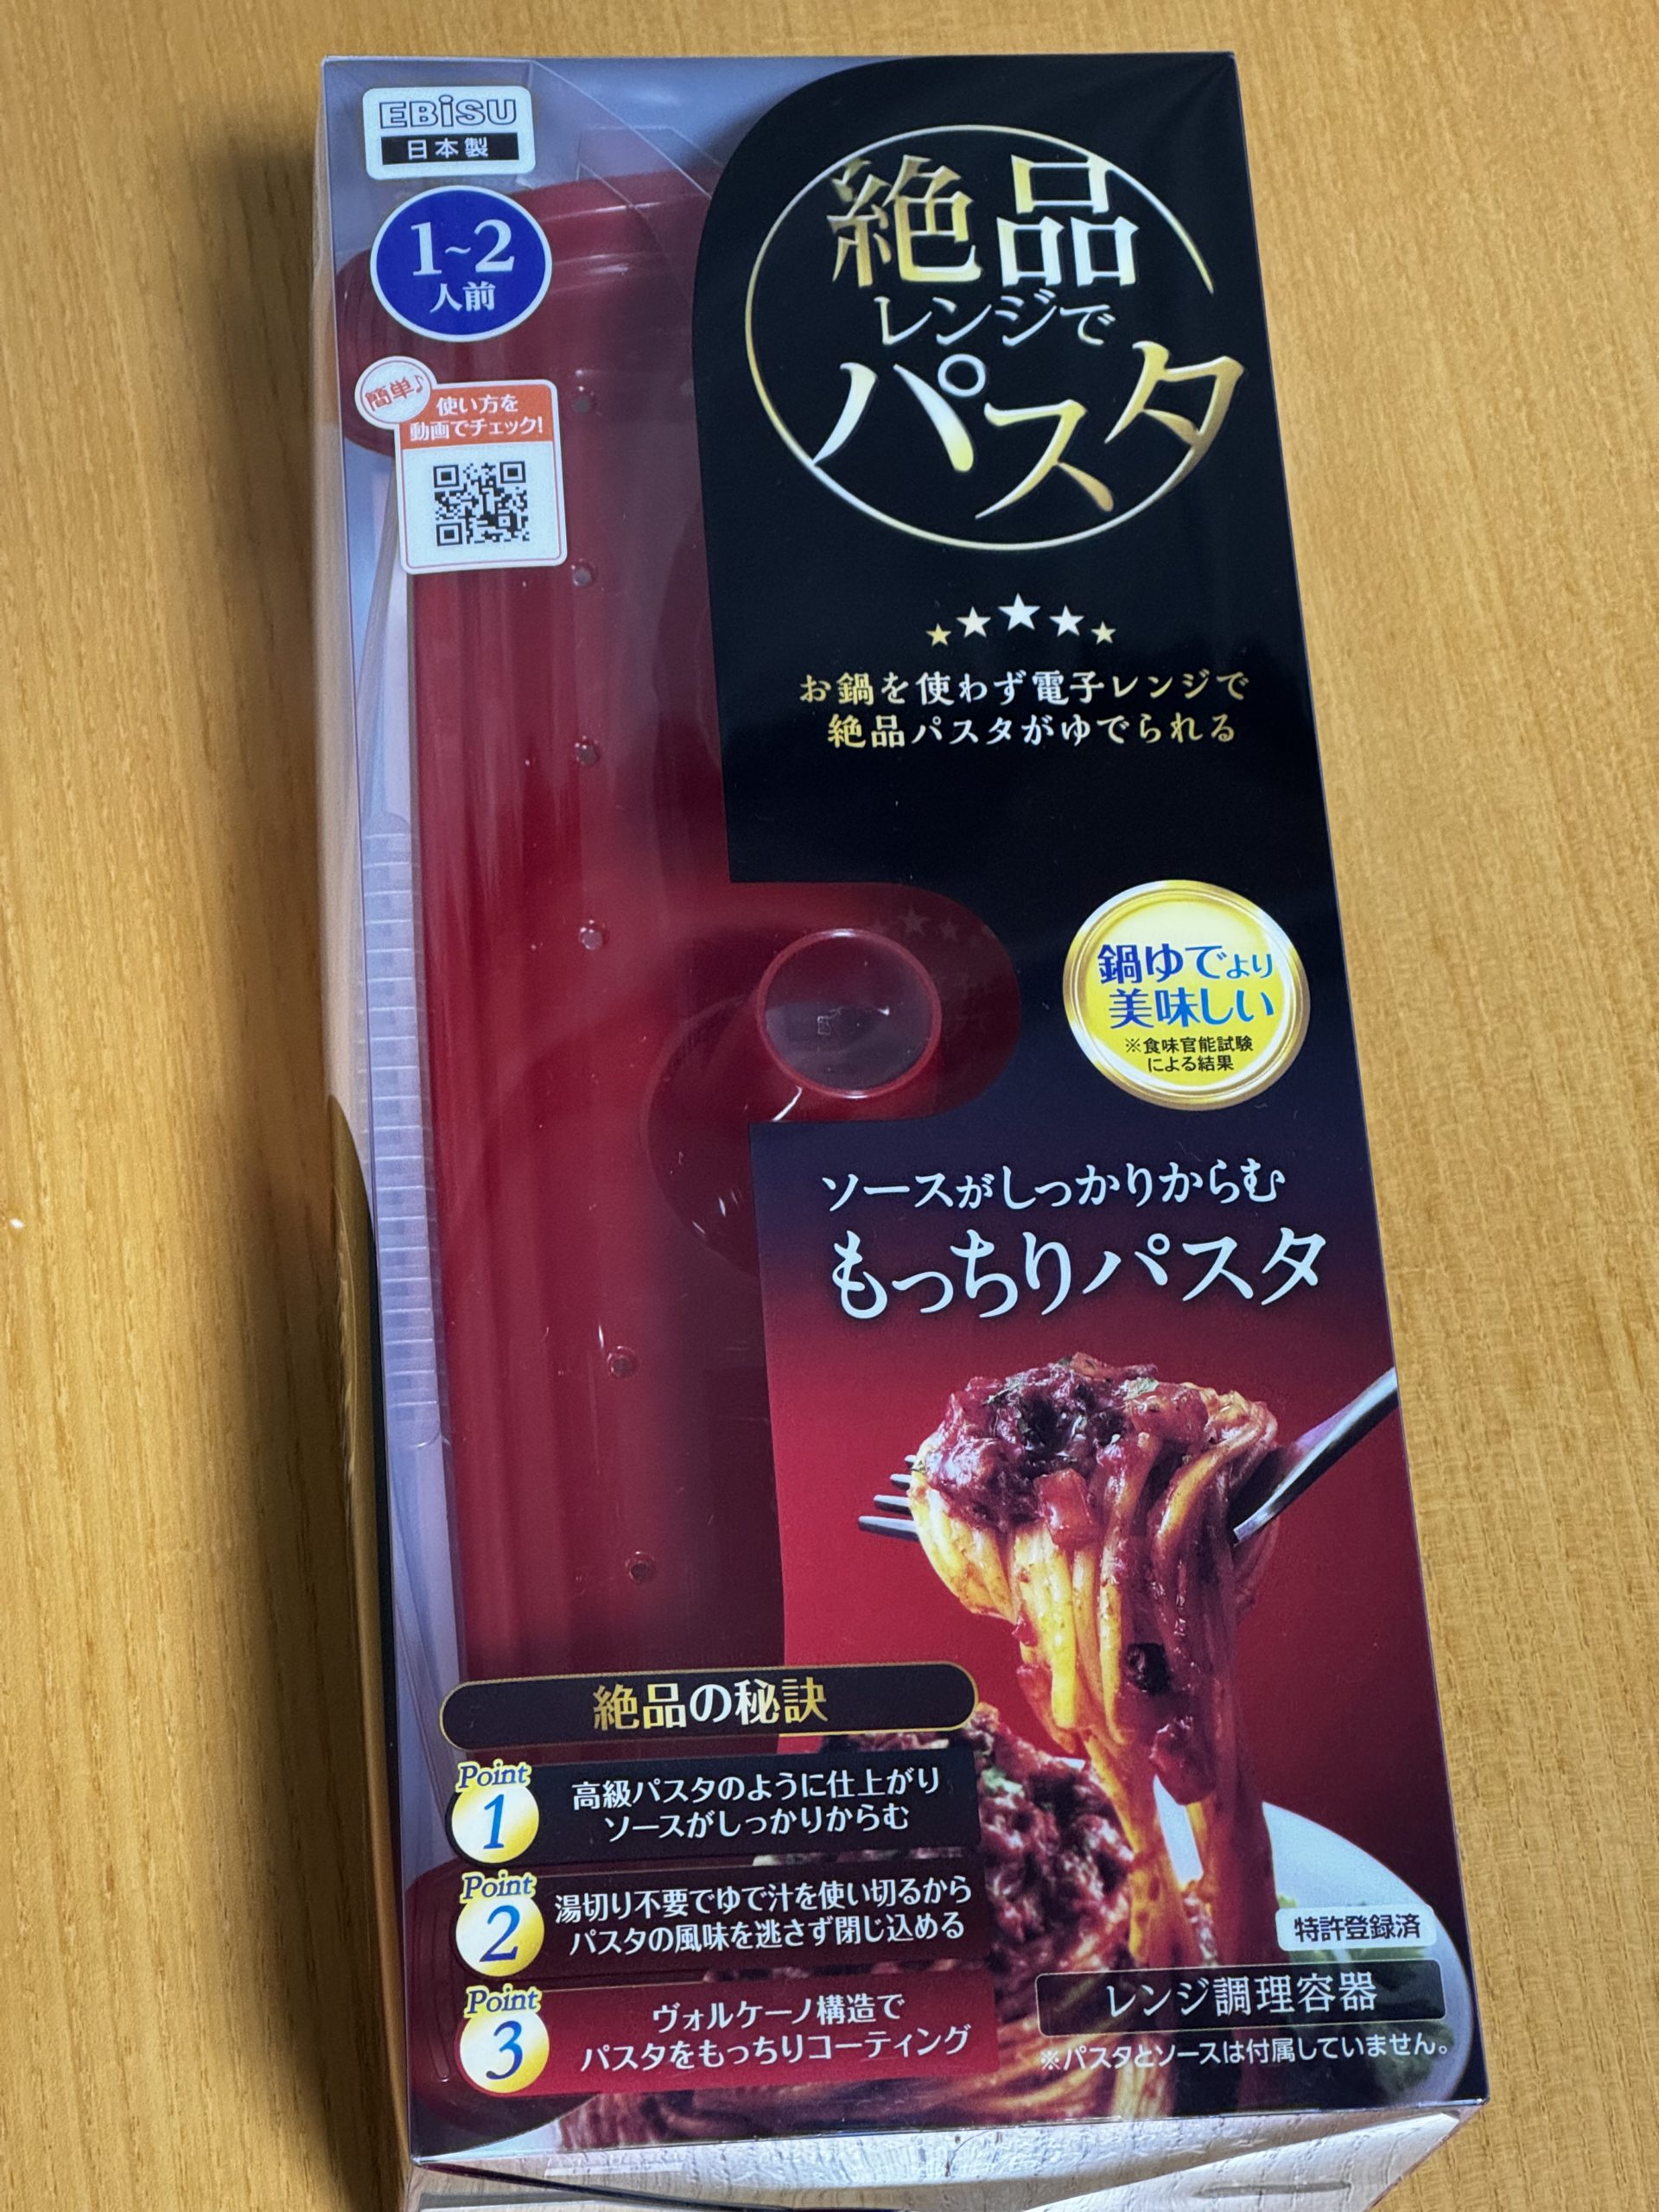 EBiSU
日本製
1~2
人前
簡単♪
使い方を
動画でチェック!
絶品
レンジで
パスタ
お鍋を使わず電子レンジで
絶品パスタがゆでられる
鍋ゆでより
美味しい
※食味官能試験
による結果
ソースがしっかりからむ
もっちりパスタ
絶品の秘訣
Point
1
高級パスタのように仕上がり
ソースがしっかりからむ
Point
2
湯切り不要でゆで汁を使い切るから
パスタの風味を逃さず閉じ込める
Point
3
ヴォルケーノ構造で
パスタをもっちりコーティング
特許登録済
レンジ調理容器
※パスタとソースは付属していません。